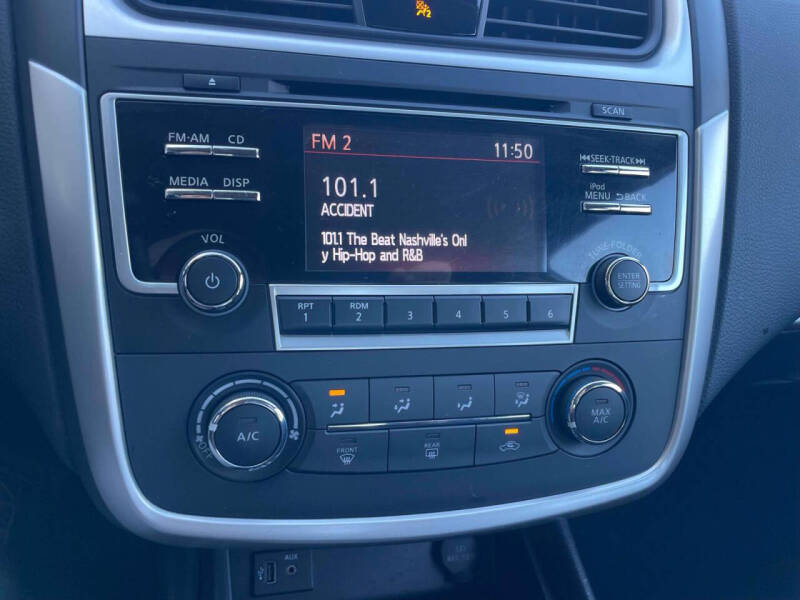 2
SCAN
FM·AM CD
FM 2 11:50
SEEK·TRACK
MEDIA DISP
101.1
ACCIDENT
iPod
MENU BACK
101.1 The Beat Nashville's Onl
y Hip-Hop and R&B
VOL
TUNE·FOLDER
ENTER
SETTING
RPT
1
RDM
2
3
4
5
6
A/C
OFF
MAX
A/C
FRONT
REAR
AUX